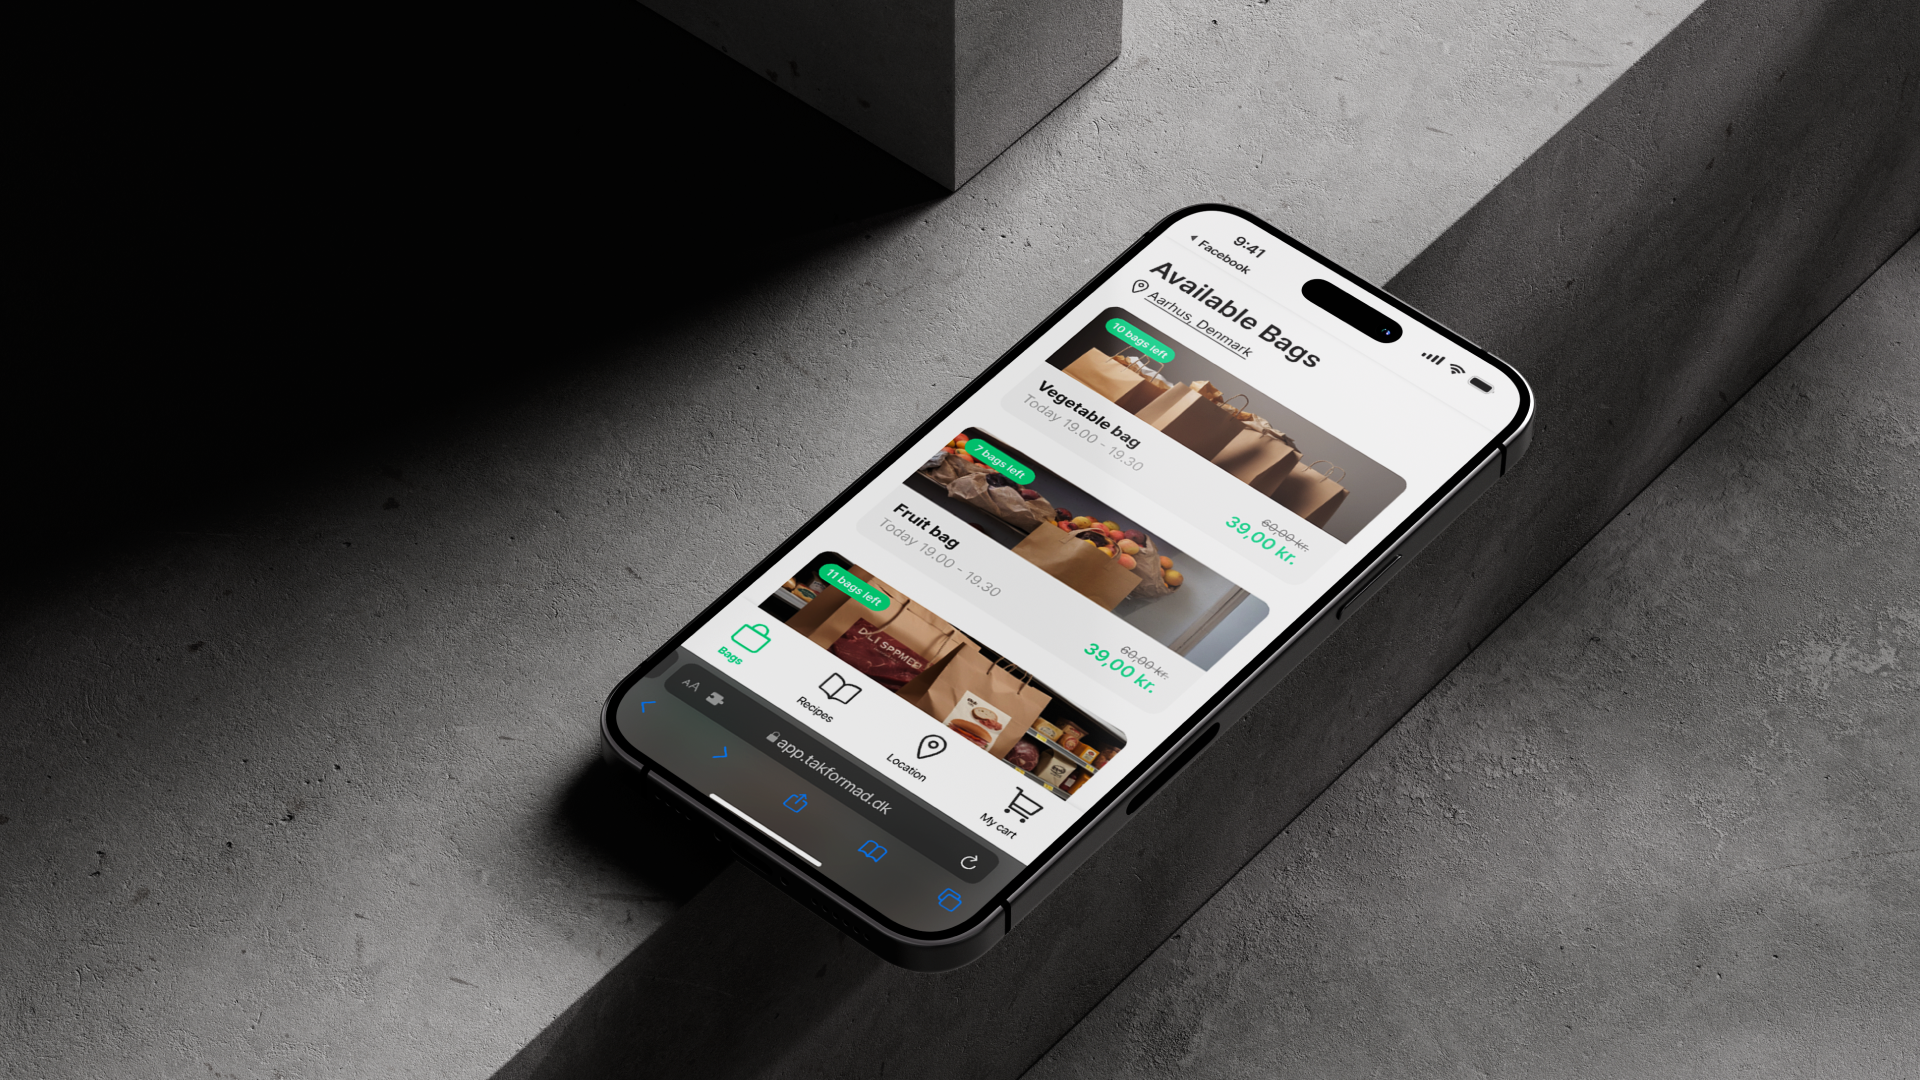 9:41
◀ Facebook
Available Bags
Aarhus, Denmark
10 bags left
Vegetable bag
Today 19.00 - 19.30
60,00 kr.
39,00 kr.
7 bags left
Fruit bag
Today 19.00 - 19.30
60,00 kr.
39,00 kr.
11 bags left
Bags
Recipes
Location
My cart
AA
app.takformad.dk